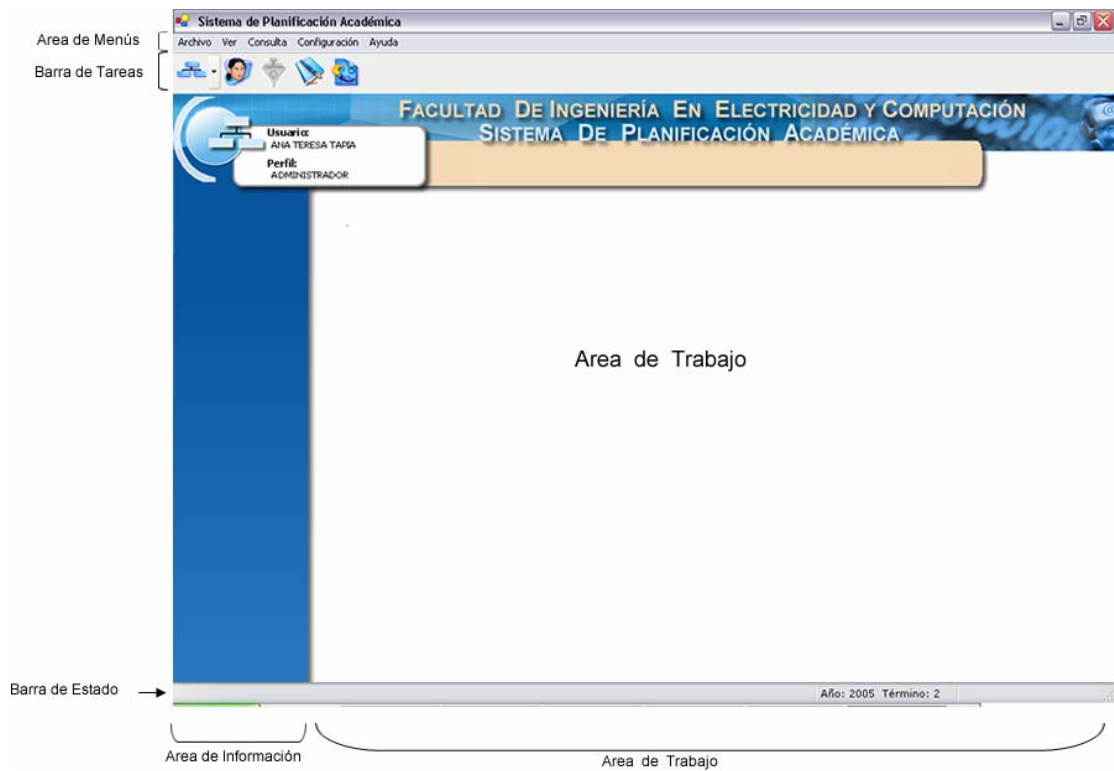 Sistema de Planificación Académica
Area de Menús
Archivo Ver Consulta Configuración Ayuda
Barra de Tareas
FACULTAD DE INGENIERÍA EN ELECTRICIDAD Y COMPUTACIÓN
SISTEMA DE PLANIFICACIÓN ACADÉMICA
Usuario:
ANA TERESA TAPIA
Perfil:
ADMINISTRADOR
Area de Trabajo
Barra de Estado
Año: 2005 Término: 2
Area de Información
Area de Trabajo